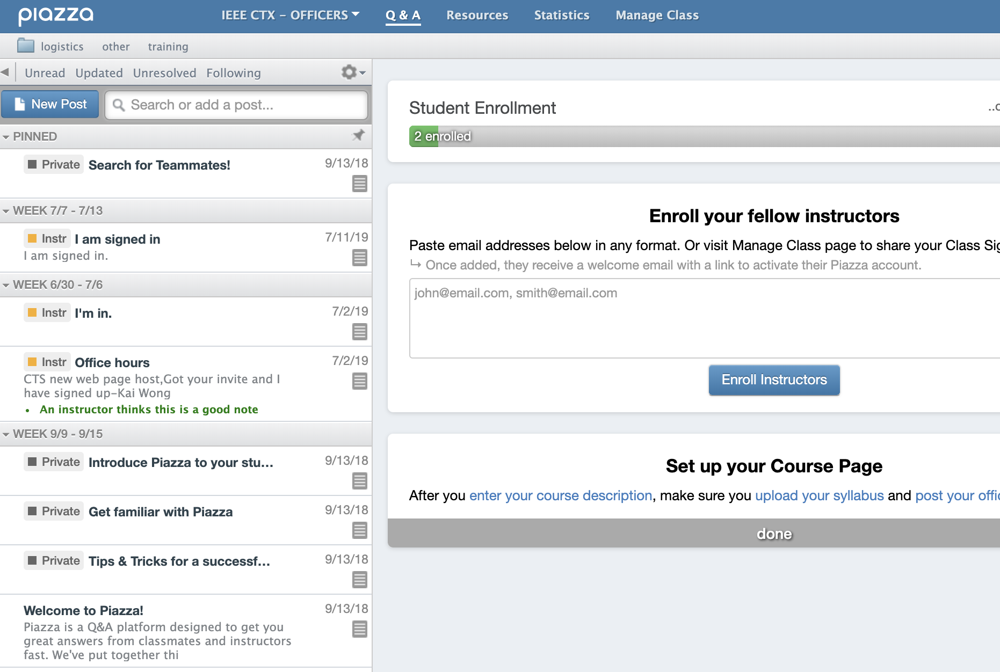 piazza
IEEE CTX – OFFICERS
Q & A
Resources
Statistics
Manage Class
logistics
other
training
Unread
Updated
Unresolved
Following
New Post
Search or add a post...
PINNED
Private Search for Teammates!
9/13/18
WEEK 7/7 - 7/13
Instr I am signed in
7/11/19
I am signed in.
WEEK 6/30 - 7/6
Instr I'm in.
7/2/19
Instr Office hours
7/2/19
CTS new web page host,Got your invite and I
have signed up-Kai Wong
• An instructor thinks this is a good note
WEEK 9/9 - 9/15
Private Introduce Piazza to your stu...
9/13/18
Private Get familiar with Piazza
9/13/18
Private Tips & Tricks for a successf...
9/13/18
Welcome to Piazza!
9/13/18
Piazza is a Q&A platform designed to get you
great answers from classmates and instructors
fast. We've put together thi
Student Enrollment
2 enrolled
Enroll your fellow instructors
Paste email addresses below in any format. Or visit Manage Class page to share your Class
Once added, they receive a welcome email with a link to activate their Piazza account.
john@email.com, smith@email.com
Enroll Instructors
Set up your Course Page
After you enter your course description, make sure you upload your syllabus and post your
done